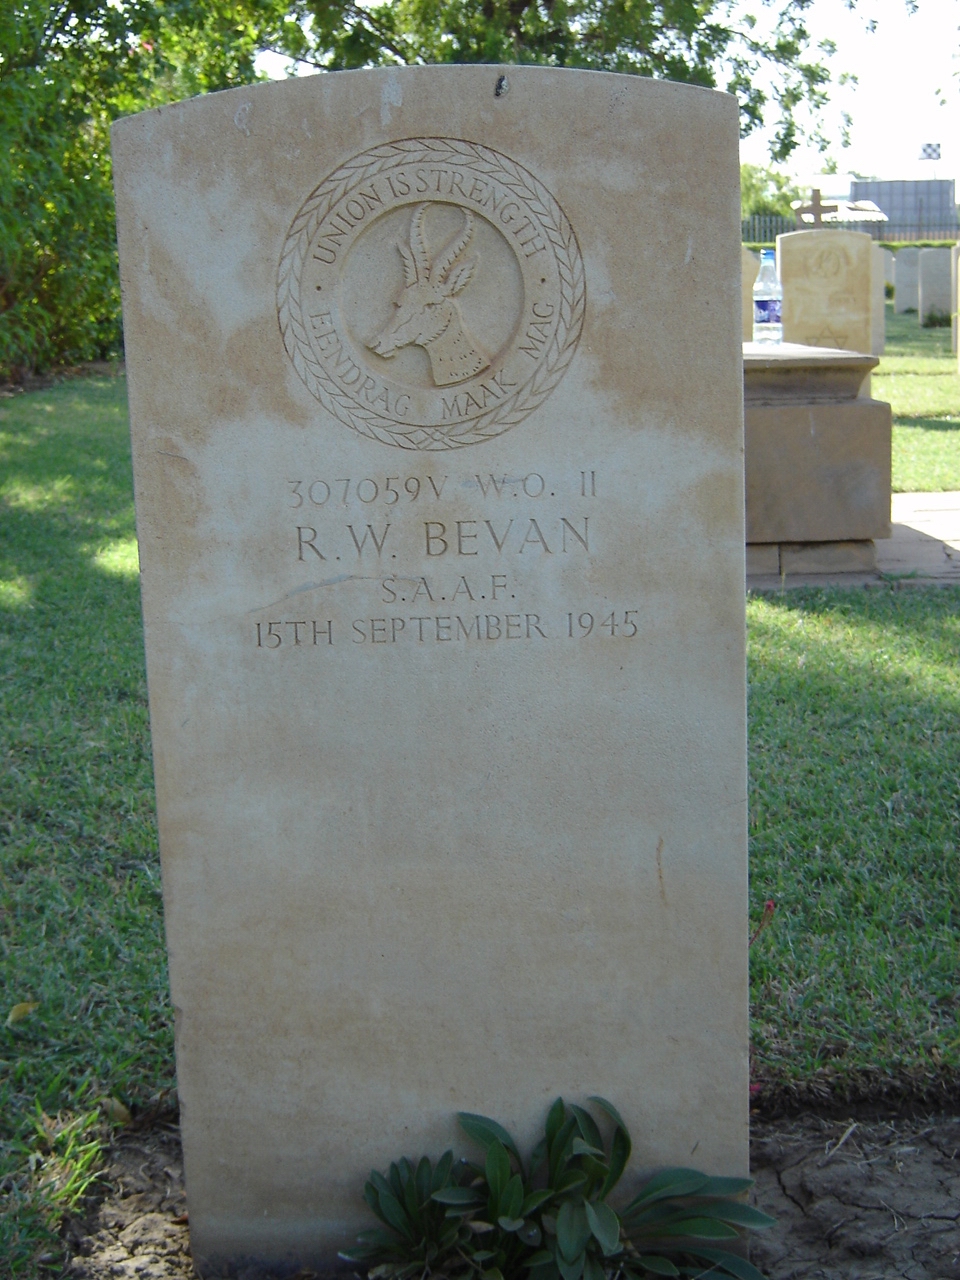 UNION IS STRENGTH
EENDRAG MAAK MAG
307059V W.O. II
R.W. BEVAN
S.A.A.F.
15TH SEPTEMBER 1945